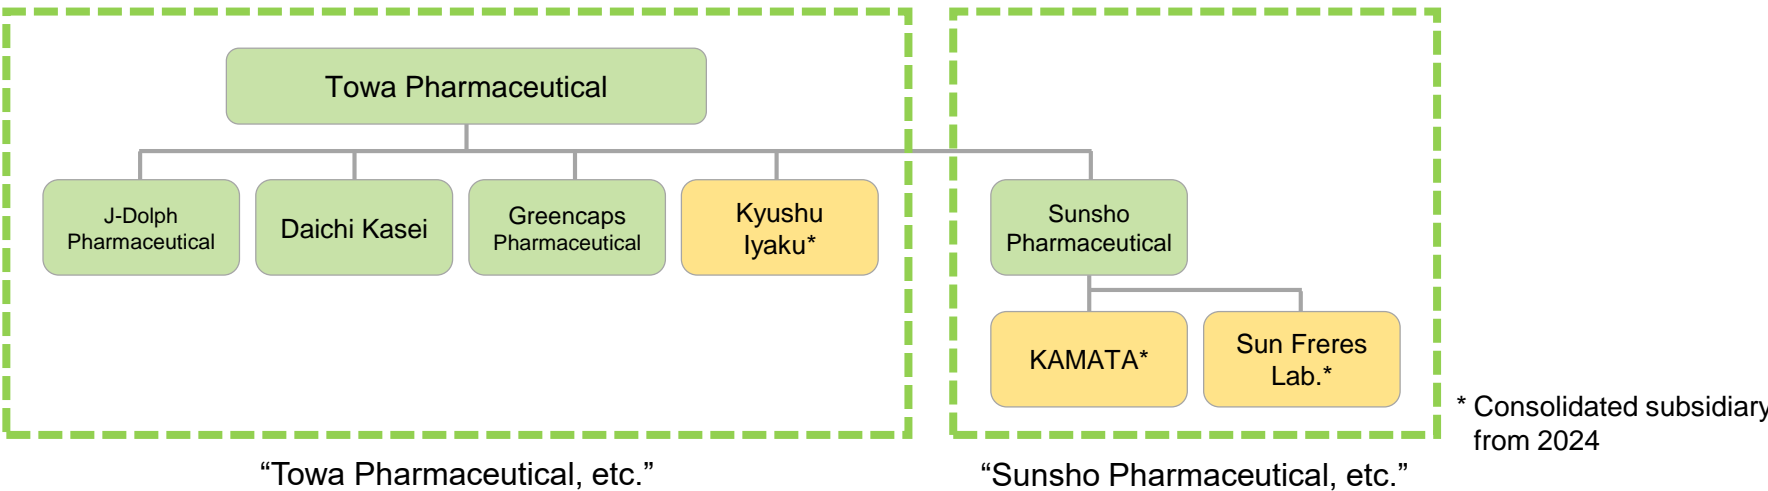 Towa Pharmaceutical
J-Dolph
Pharmaceutical
Daichi Kasei
Greencaps
Pharmaceutical
Kyushu
Iyaku*
Sunsho
Pharmaceutical
KAMATA*
Sun Freres
Lab.*
* Consolidated subsidiary
from 2024
“Towa Pharmaceutical, etc.”
“Sunsho Pharmaceutical, etc.”